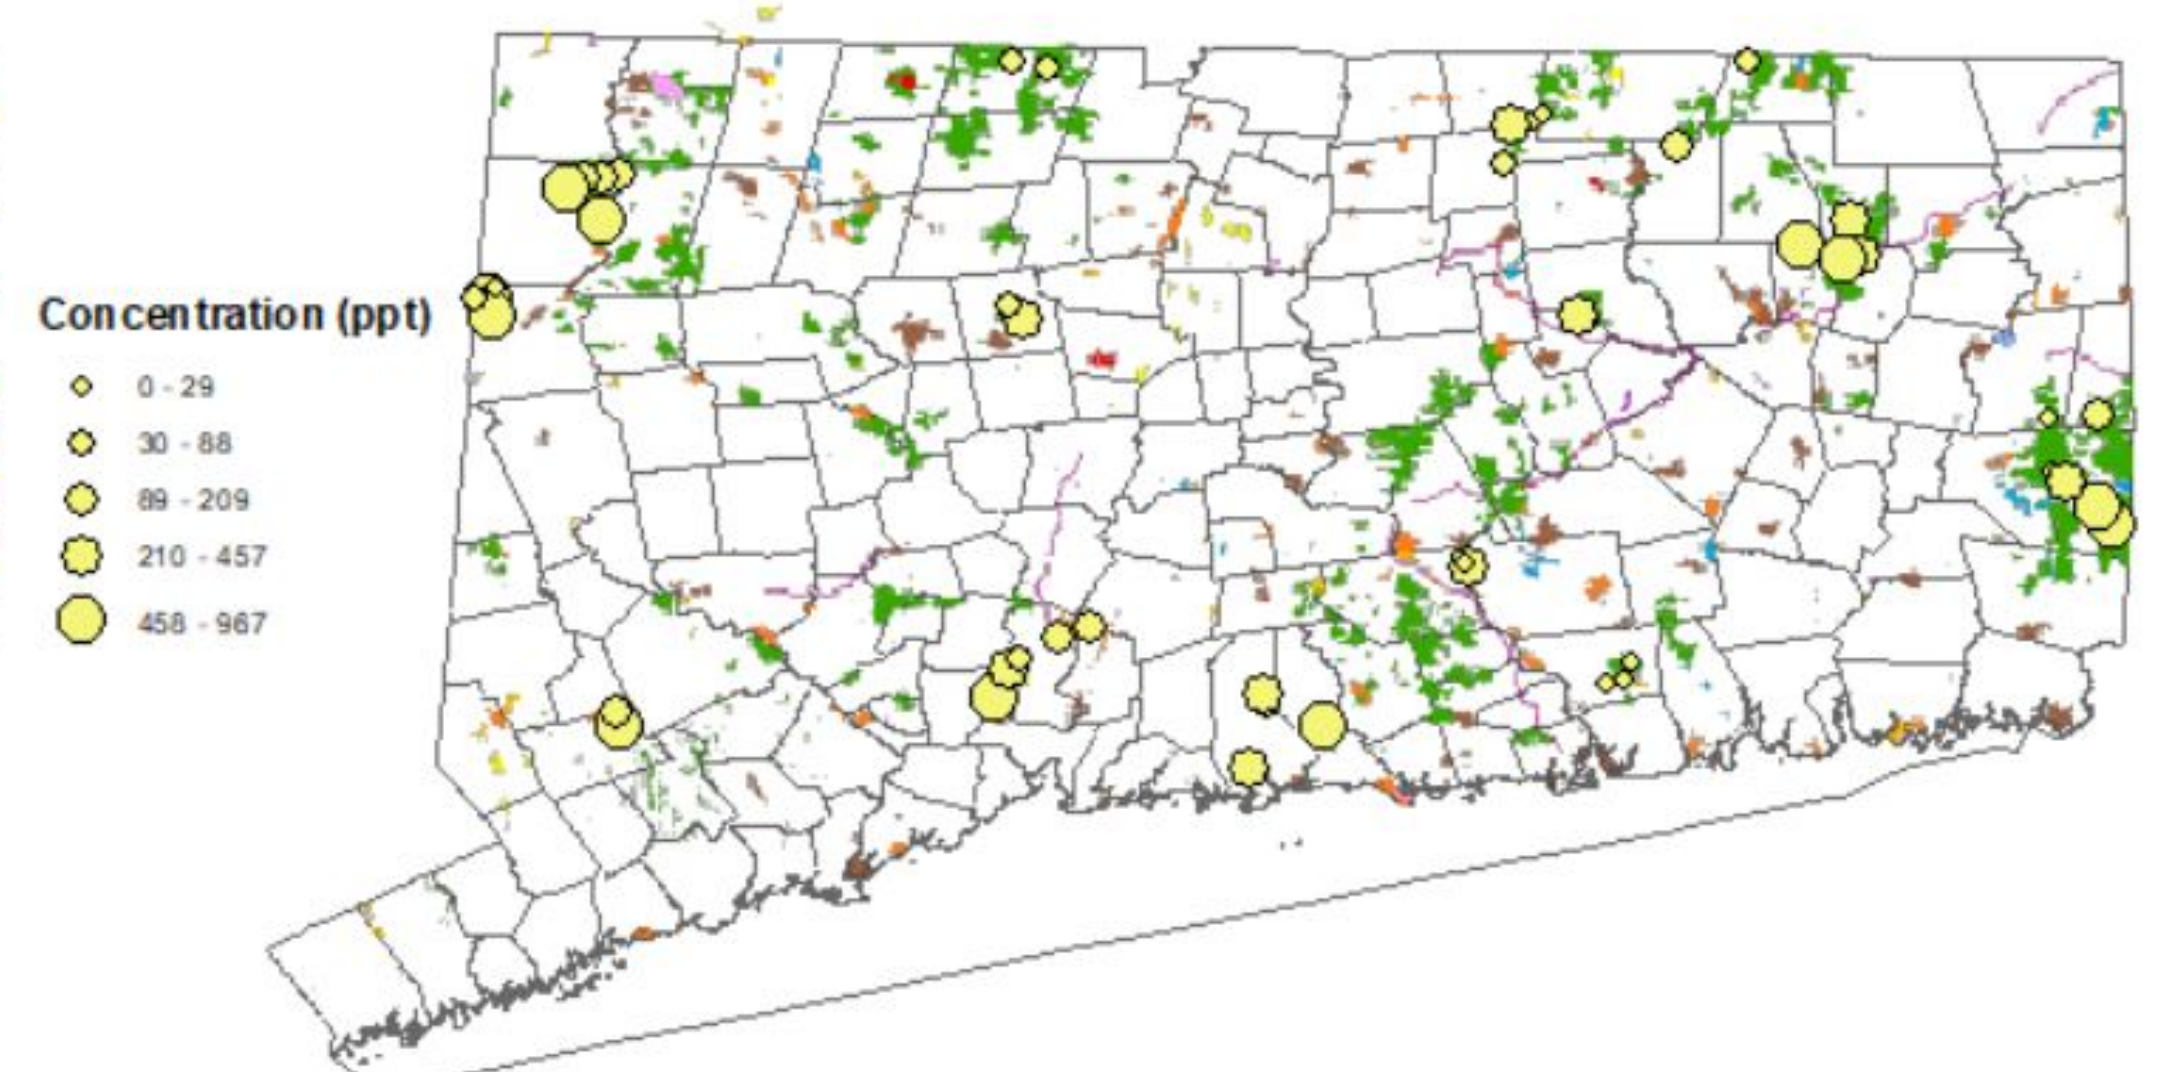 Concentration (ppt)
0 - 29
30 - 88
89 - 209
210 - 457
458 - 967